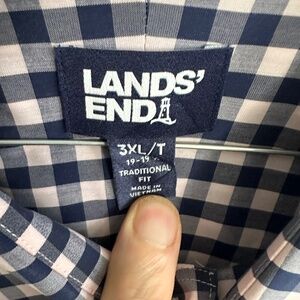 LANDS'
END
3XL/T
19-19
TRADITIONAL
FIT
MADE IN
VIETNAM